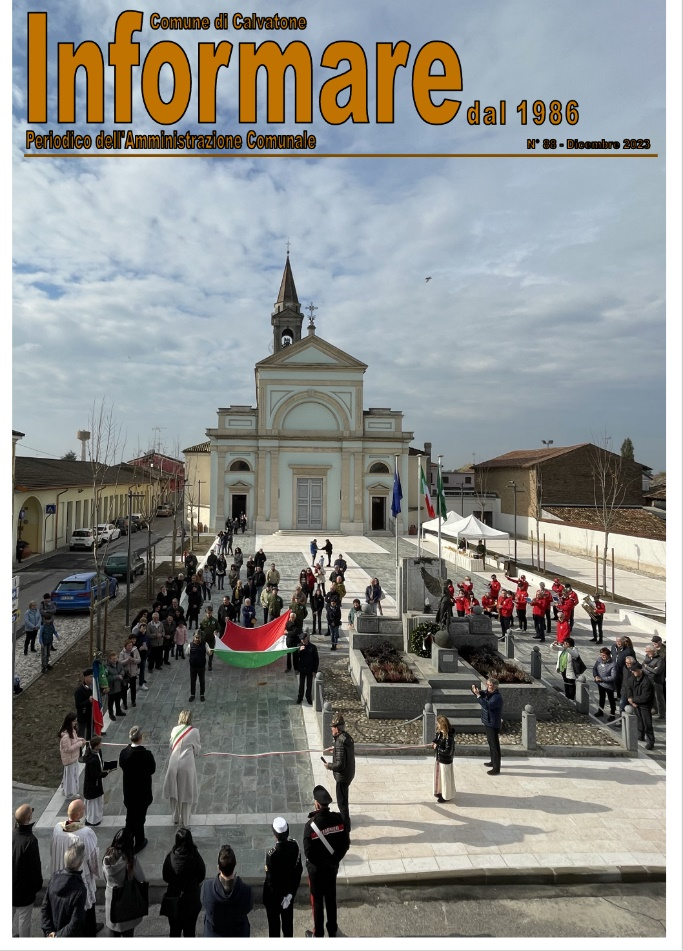 Comune di Calvatone
Informare dal 1986
Periodico dell'Amministrazione Comunale
N° 88 - Dicembre 2023